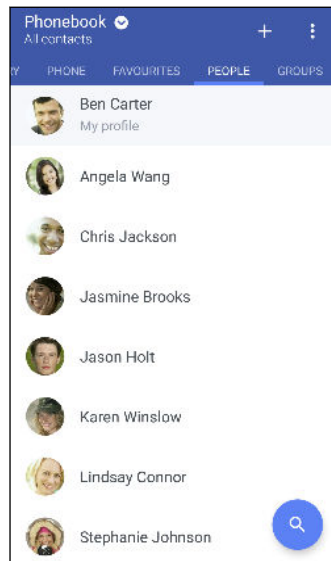 Phonebook
All contacts
RY PHONE FAVOURITES PEOPLE GROUPS
Ben Carter
My profile
Angela Wang
Chris Jackson
Jasmine Brooks
Jason Holt
Karen Winslow
Lindsay Connor
Stephanie Johnson